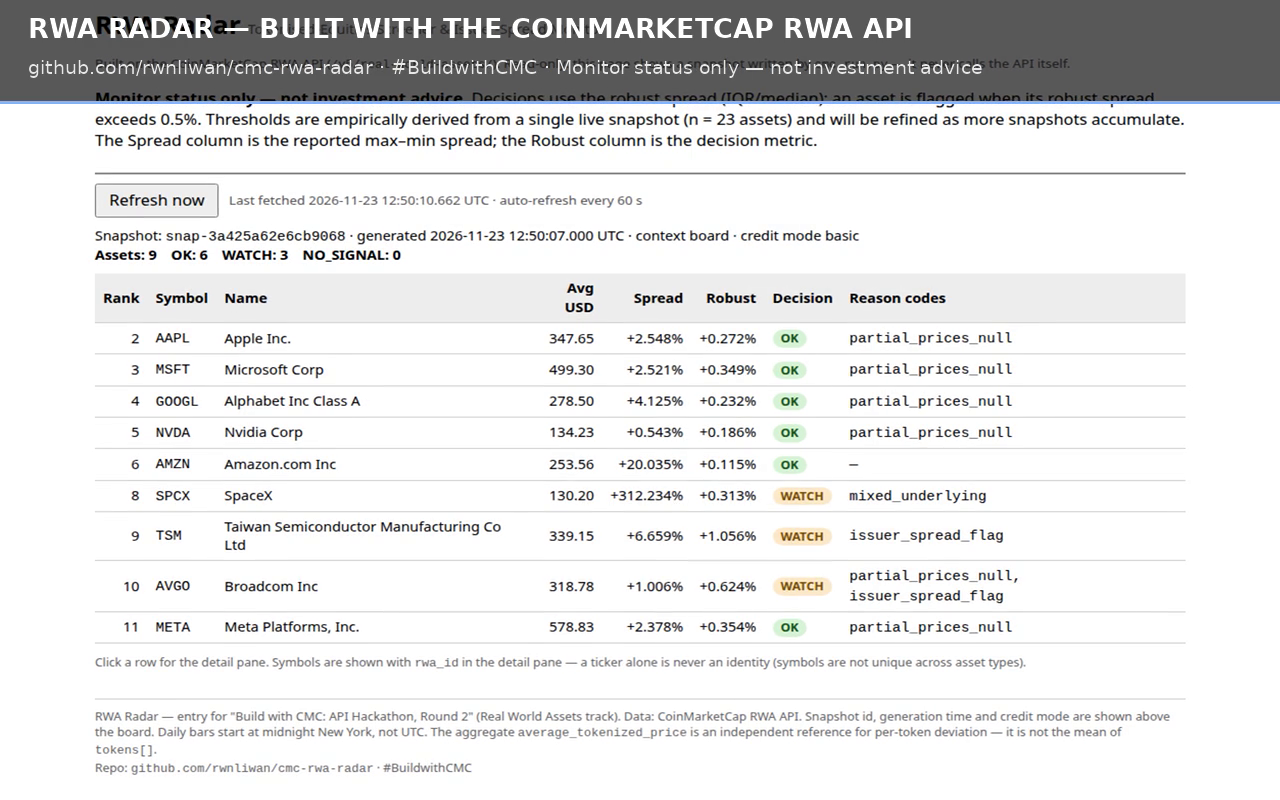 RWA RADAR — BUILT WITH THE COINMARKETCAP RWA API
github.com/rwnliwan/cmc-rwa-radar · #BuildwithCMC · Monitor status only — not investment advice
Monitor status only — not investment advice. Decisions use the robust spread (IQR/median): an asset is flagged when its robust spread
exceeds 0.5%. Thresholds are empirically derived from a single live snapshot (n = 23 assets) and will be refined as more snapshots accumulate.
The Spread column is the reported max–min spread; the Robust column is the decision metric.
Refresh now Last fetched 2026-11-23 12:50:10.662 UTC · auto-refresh every 60 s
Snapshot: snap-3a425a62e6cb9068 · generated 2026-11-23 12:50:07.000 UTC · context board · credit mode basic
Assets: 9 OK: 6 WATCH: 3 NO_SIGNAL: 0
Rank Symbol Name Avg USD Spread Robust Decision Reason codes
2 AAPL Apple Inc. 347.65 +2.548% +0.272% OK partial_prices_null
3 MSFT Microsoft Corp 499.30 +2.521% +0.349% OK partial_prices_null
4 GOOGL Alphabet Inc Class A 278.50 +4.125% +0.232% OK partial_prices_null
5 NVDA Nvidia Corp 134.23 +0.543% +0.186% OK partial_prices_null
6 AMZN Amazon.com Inc 253.56 +20.035% +0.115% OK —
8 SPCX SpaceX 130.20 +312.234% +0.313% WATCH mixed_underlying
9 TSM Taiwan Semiconductor Manufacturing Co Ltd 339.15 +6.659% +1.056% WATCH issuer_spread_flag
10 AVGO Broadcom Inc 318.78 +1.006% +0.624% WATCH partial_prices_null, issuer_spread_flag
11 META Meta Platforms, Inc. 578.83 +2.378% +0.354% OK partial_prices_null
Click a row for the detail pane. Symbols are shown with rwa_id in the detail pane — a ticker alone is never an identity (symbols are not unique across asset types).
RWA Radar — entry for "Build with CMC: API Hackathon, Round 2" (Real World Assets track). Data: CoinMarketCap RWA API. Snapshot id, generation time and credit mode are shown above
the board. Daily bars start at midnight New York, not UTC. The aggregate average_tokenized_price is an independent reference for per-token deviation — it is not the mean of
tokens[].
Repo: github.com/rwnliwan/cmc-rwa-radar · #BuildwithCMC